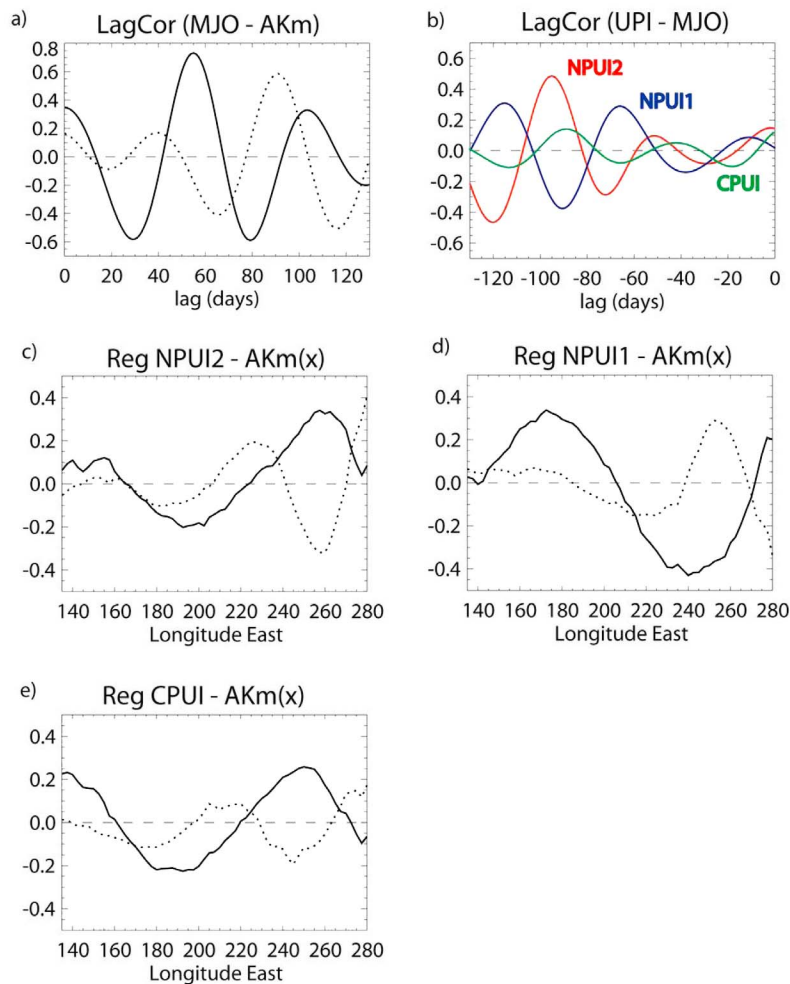 a) LagCor (MJO - AKm)
0.8
0.6
0.4
0.2
0.0
-0.2
-0.4
-0.6
0 20 40 60 80 100 120
lag (days)
b) LagCor (UPI - MJO)
NPUI2
NPUI1
CPUI
0.6
0.4
0.2
0.0
-0.2
-0.4
-0.6
-120 -100 -80 -60 -40 -20 0
lag (days)
c) Reg NPUI2 - AKm(x)
0.4
0.2
0.0
-0.2
-0.4
140 160 180 200 220 240 260 280
Longitude East
d) Reg NPUI1 - AKm(x)
0.4
0.2
0.0
-0.2
-0.4
140 160 180 200 220 240 260 280
Longitude East
e) Reg CPUI - AKm(x)
0.4
0.2
0.0
-0.2
-0.4
140 160 180 200 220 240 260 280
Longitude East